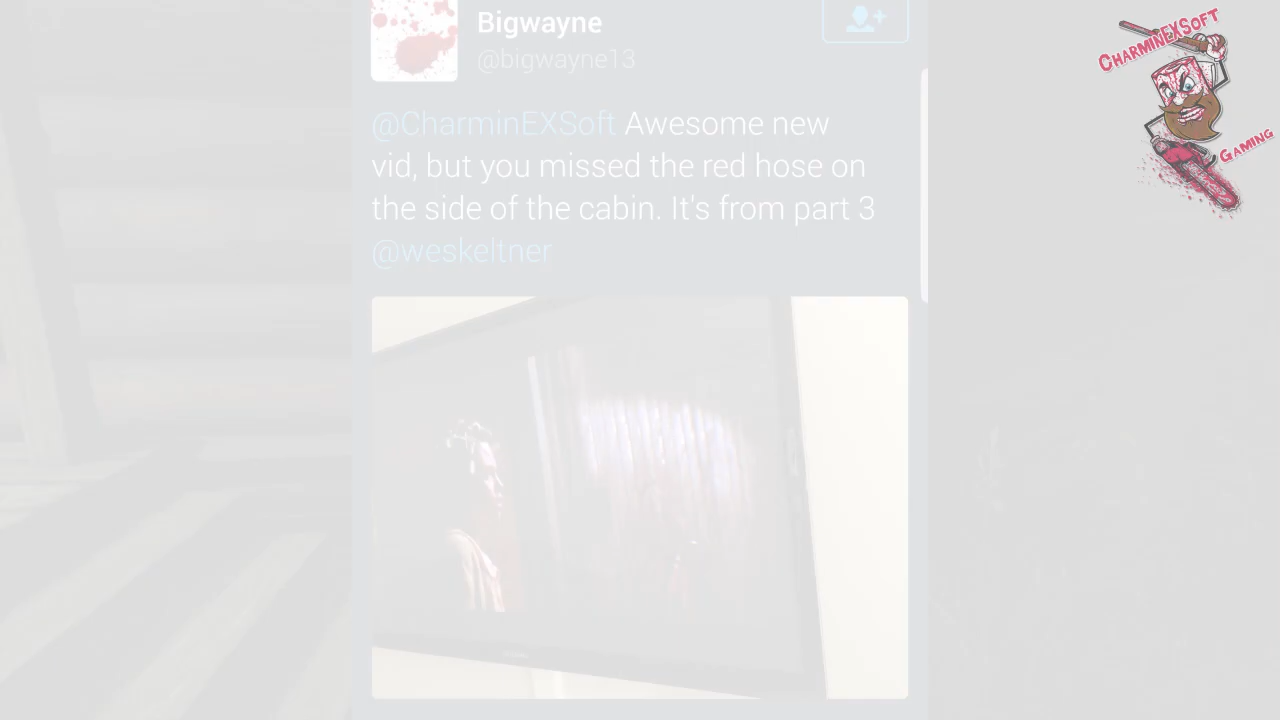 Bigwayne
@bigwayne13
@CharminEXSoft Awesome new
vid, but you missed the red hose on
the side of the cabin. It's from part 3
@weskeltner
CHARMINEXSOFT
GAMING